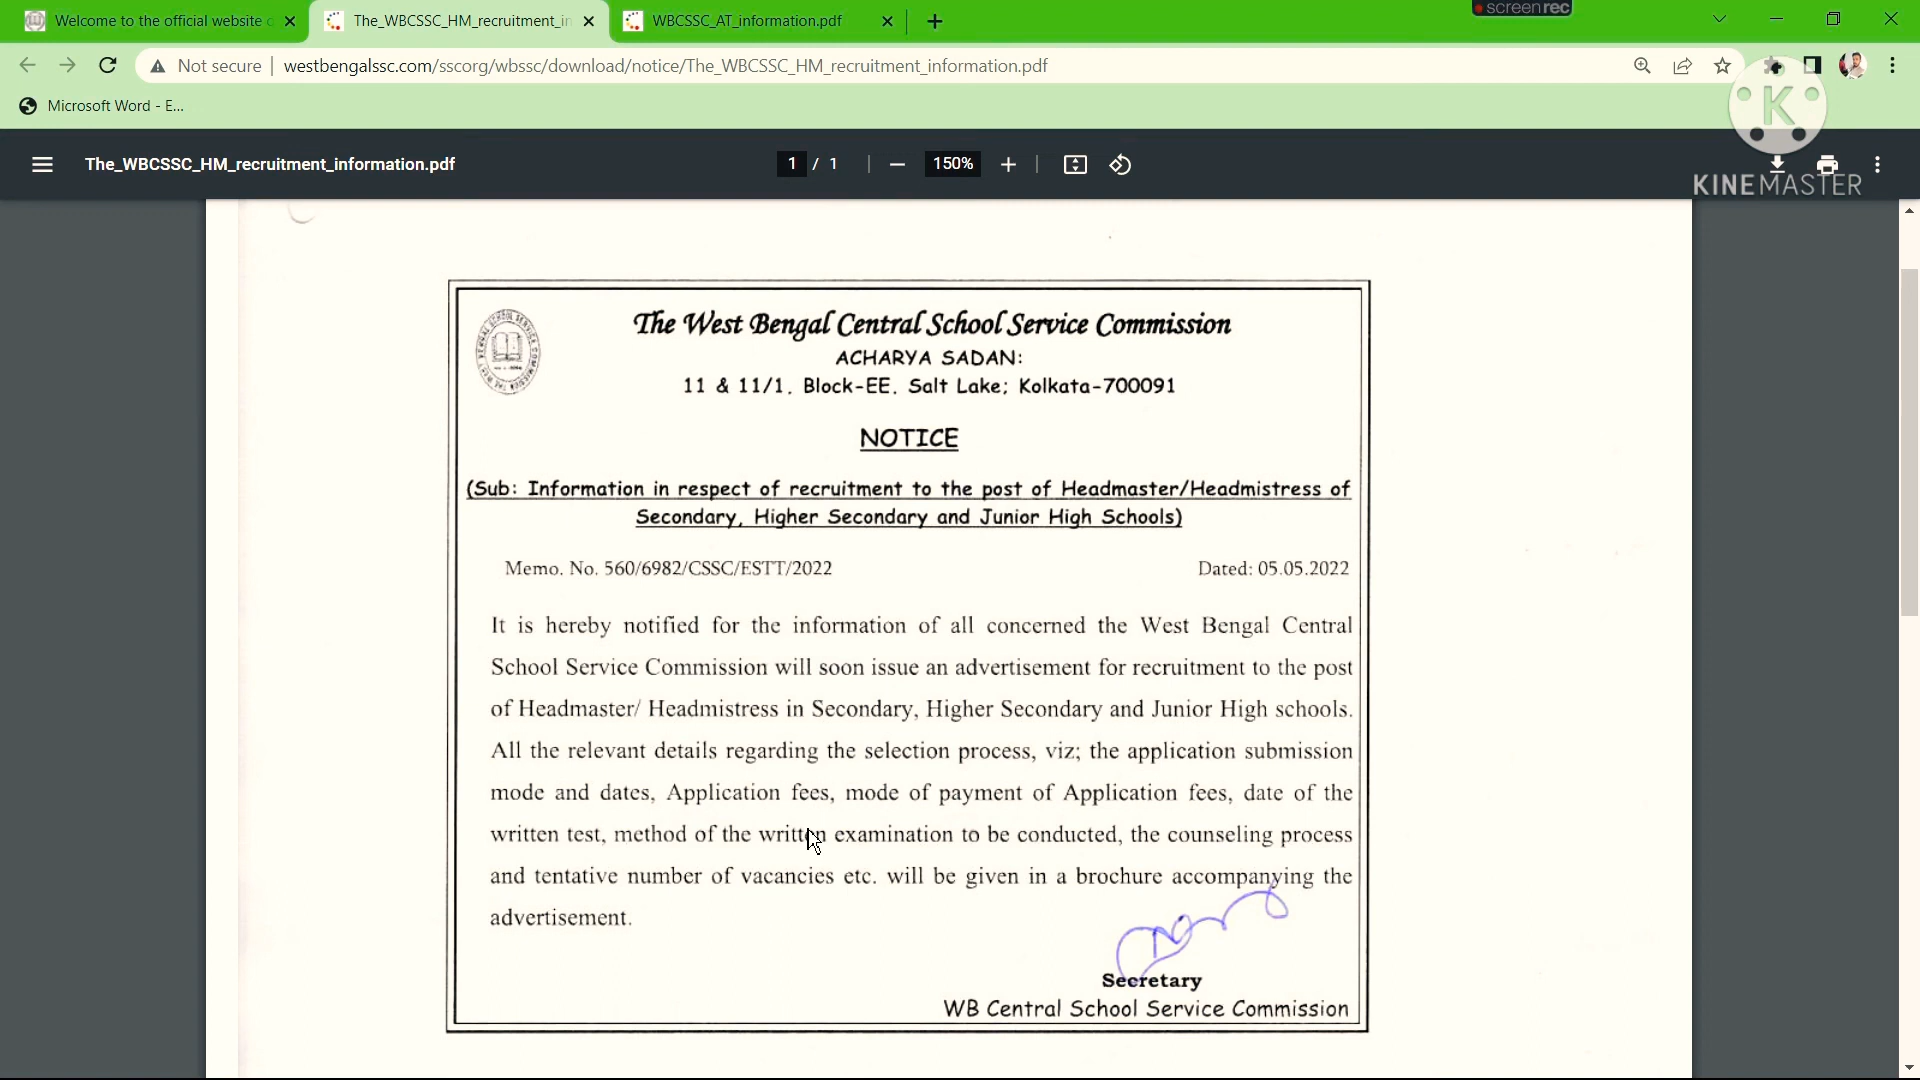 screenrec
Welcome to the official website
The_WBCSSC_HM_recruitment_in
WBCSSC_AT_information.pdf
Not secure
westbengalssc.com/sscorg/wbssc/download/notice/The_WBCSSC_HM_recruitment_information.pdf
Microsoft Word - E...
K
KINEMASTER
The_WBCSSC_HM_recruitment_information.pdf
1 / 1
150%
The West Bengal Central School Service Commission
ACHARYA SADAN:
11 & 11/1, Block-EE, Salt Lake; Kolkata-700091
NOTICE
(Sub: Information in respect of recruitment to the post of Headmaster/Headmistress of
Secondary, Higher Secondary and Junior High Schools)
Memo. No. 560/6982/CSSC/ESTT/2022 Dated: 05.05.2022
It is hereby notified for the information of all concerned the West Bengal Central
School Service Commission will soon issue an advertisement for recruitment to the post
of Headmaster/ Headmistress in Secondary, Higher Secondary and Junior High schools.
All the relevant details regarding the selection process, viz; the application submission
mode and dates, Application fees, mode of payment of Application fees, date of the
written test, method of the written examination to be conducted, the counseling process
and tentative number of vacancies etc. will be given in a brochure accompanying the
advertisement.
Secretary
WB Central School Service Commission